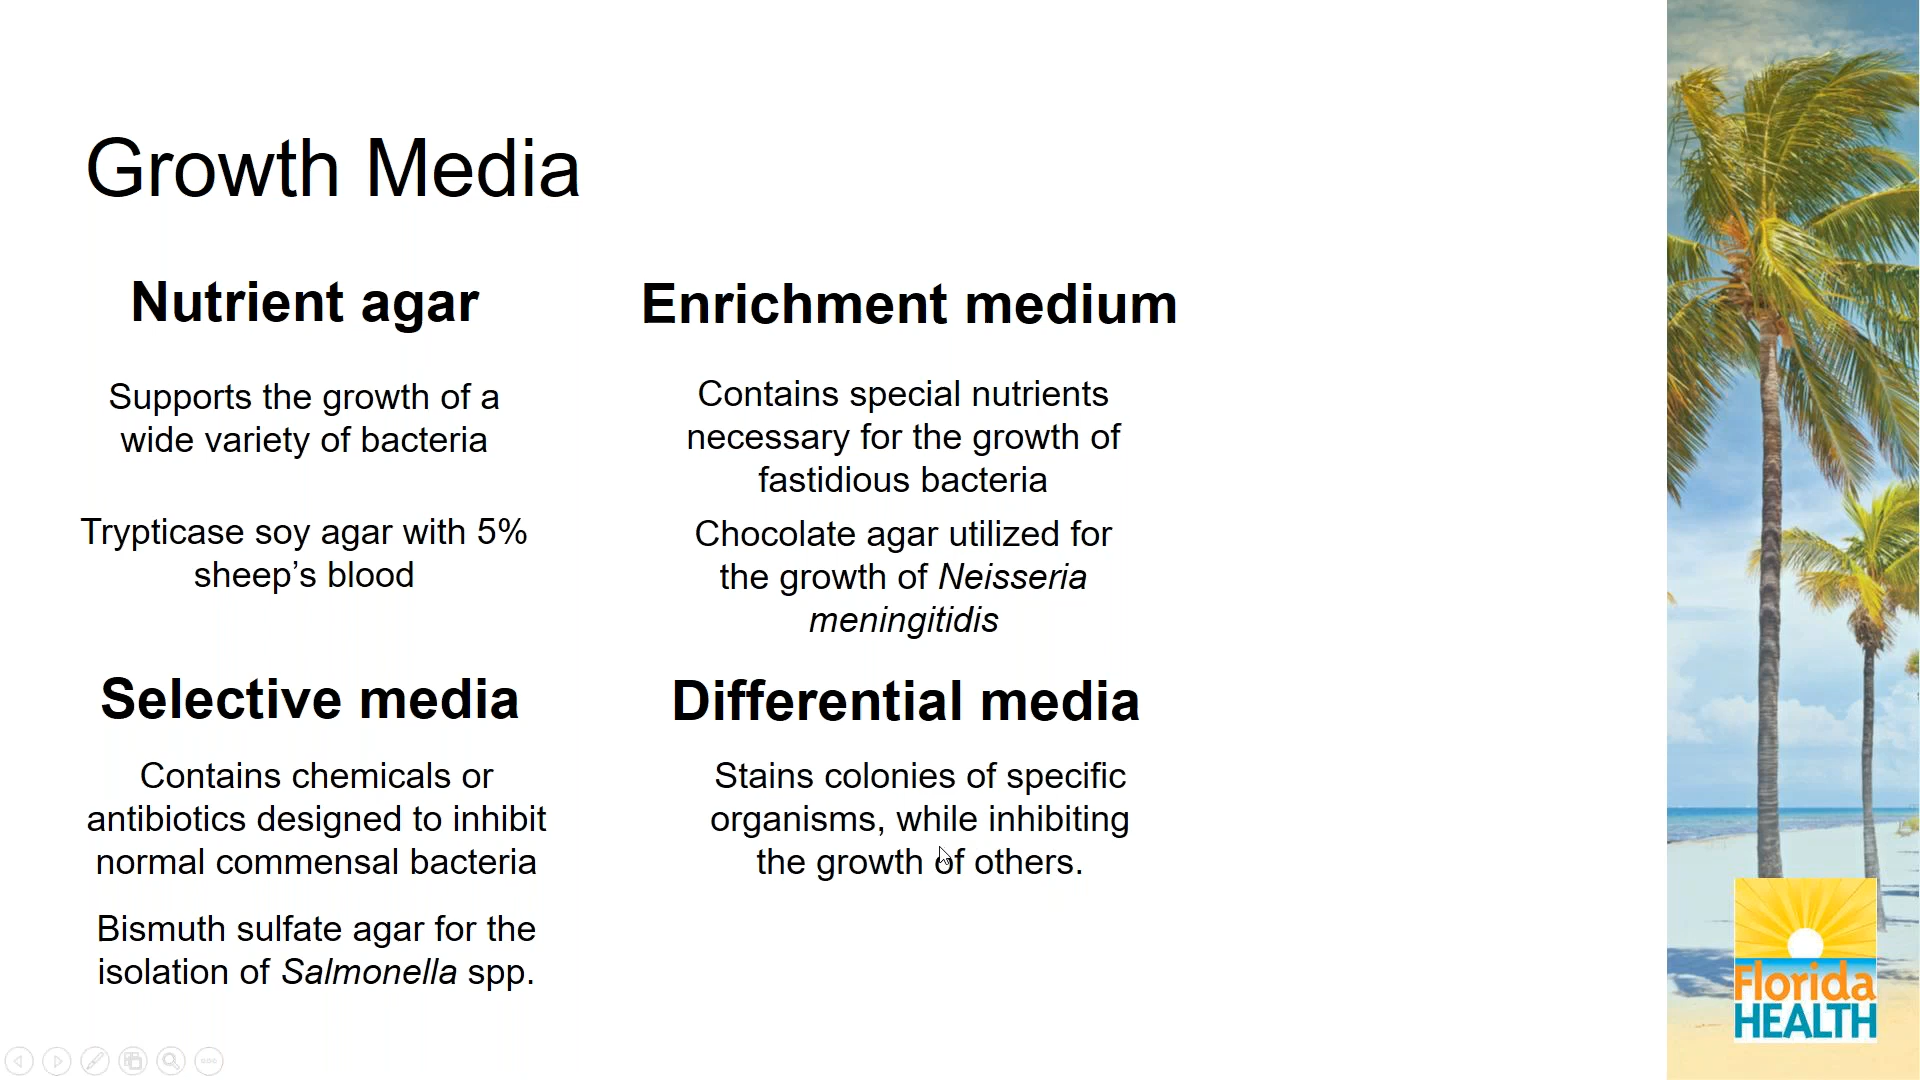 Growth Media
Nutrient agar
Supports the growth of a
wide variety of bacteria
Trypticase soy agar with 5%
sheep’s blood
Enrichment medium
Contains special nutrients
necessary for the growth of
fastidious bacteria
Chocolate agar utilized for
the growth of Neisseria
meningitidis
Selective media
Contains chemicals or
antibiotics designed to inhibit
normal commensal bacteria
Bismuth sulfate agar for the
isolation of Salmonella spp.
Differential media
Stains colonies of specific
organisms, while inhibiting
the growth of others.
Florida
HEALTH